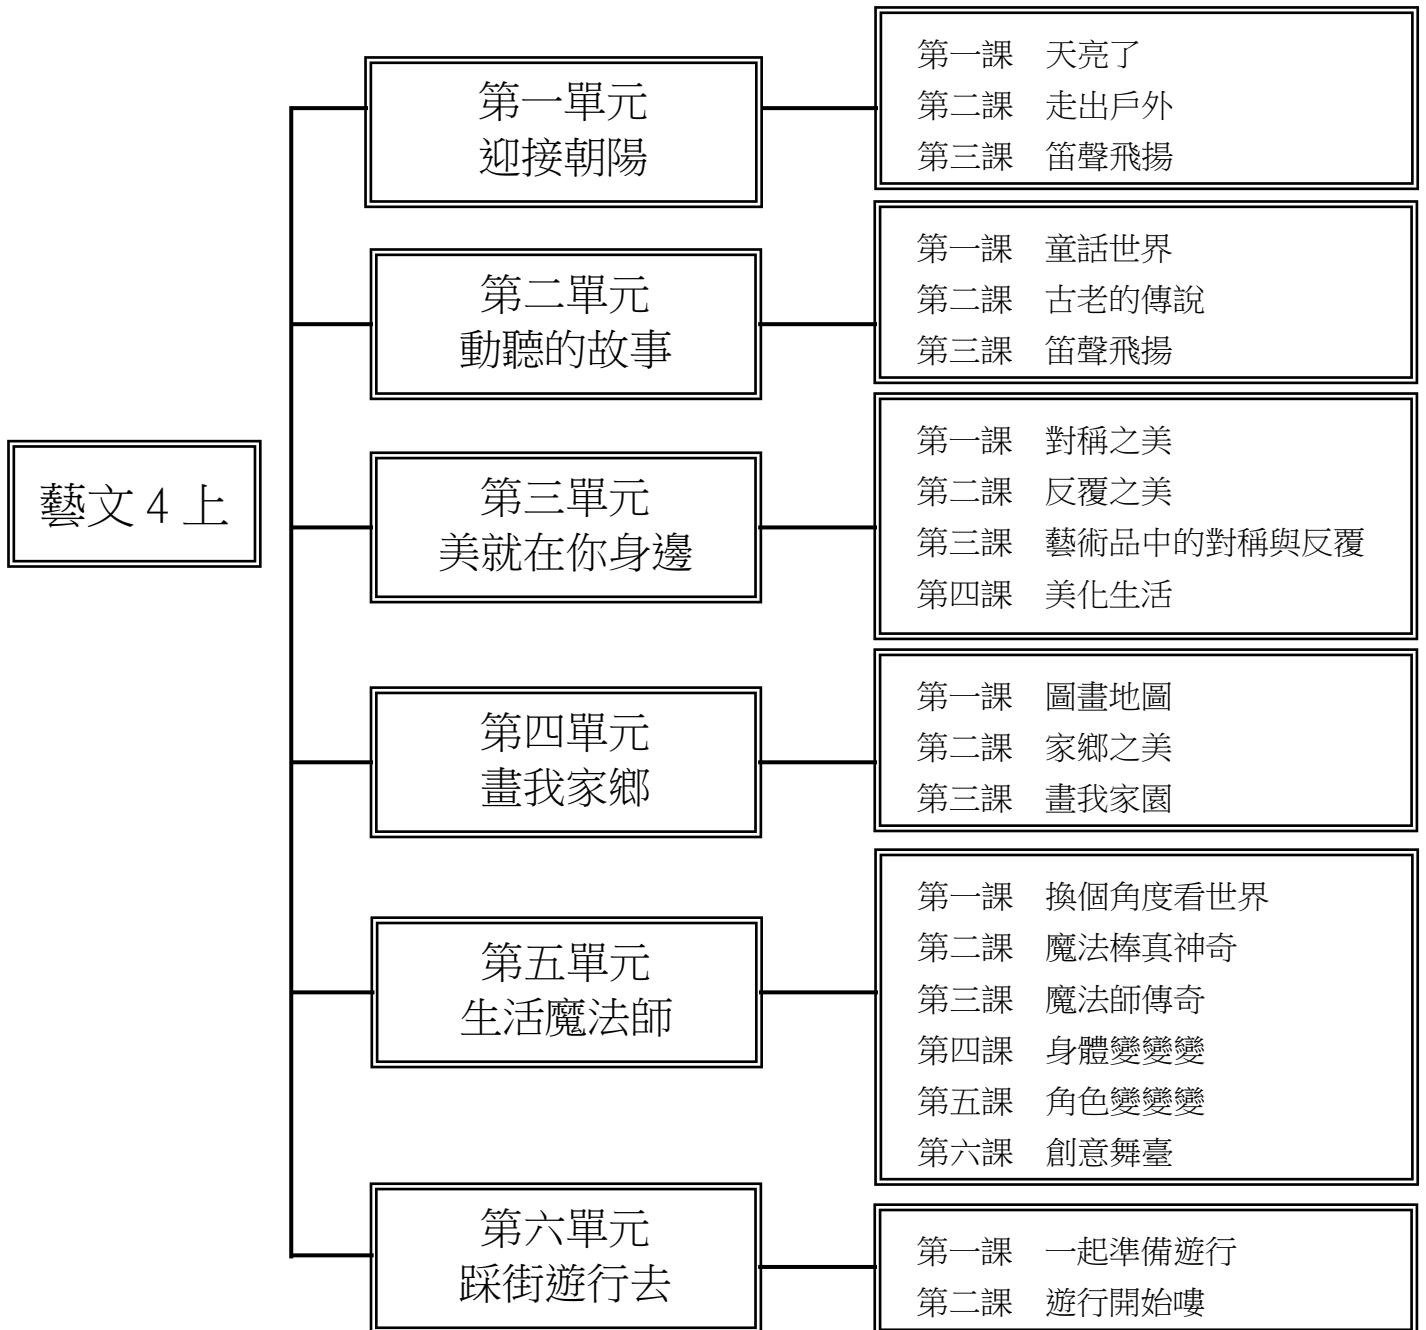 藝文 4 上
第一單元
迎接朝陽
第一課　天亮了
第二課　走出戶外
第三課　笛聲飛揚
第二單元
動聽的故事
第一課　童話世界
第二課　古老的傳說
第三課　笛聲飛揚
第三單元
美就在你身邊
第一課　對稱之美
第二課　反覆之美
第三課　藝術品中的對稱與反覆
第四課　美化生活
第四單元
畫我家鄉
第一課　圖畫地圖
第二課　家鄉之美
第三課　畫我家園
第五單元
生活魔法師
第一課　換個角度看世界
第二課　魔法棒真神奇
第三課　魔法師傳奇
第四課　身體變變變
第五課　角色變變變
第六課　創意舞臺
第六單元
踩街遊行去
第一課　一起準備遊行
第二課　遊行開始嘍